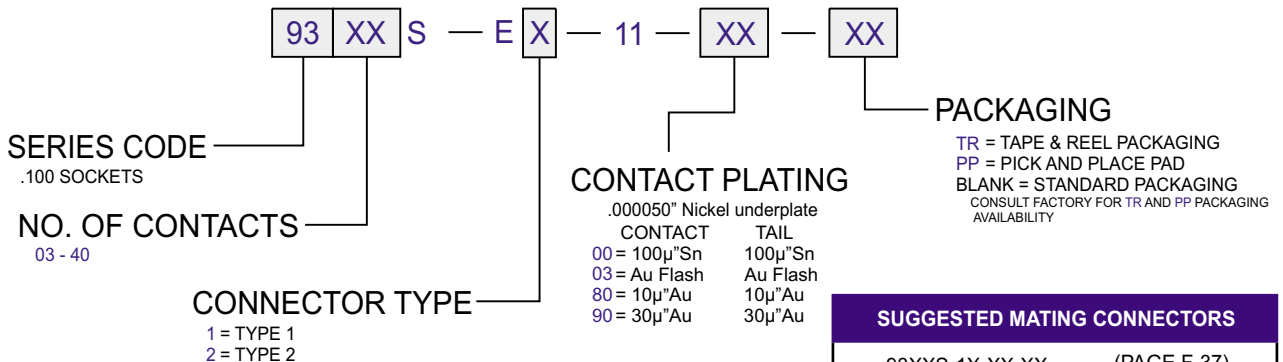 93 XX S — E X — 11 — XX — XX
SERIES CODE
.100 SOCKETS
NO. OF CONTACTS
03 - 40
CONNECTOR TYPE
1 = TYPE 1
2 = TYPE 2
CONTACT PLATING
.000050” Nickel underplate
CONTACT TAIL
00 = 100µ”Sn 100µ”Sn
03 = Au Flash Au Flash
80 = 10µ”Au 10µ”Au
90 = 30µ”Au 30µ”Au
PACKAGING
TR = TAPE & REEL PACKAGING
PP = PICK AND PLACE PAD
BLANK = STANDARD PACKAGING
CONSULT FACTORY FOR TR AND PP PACKAGING
AVAILABILITY
SUGGESTED MATING CONNECTORS